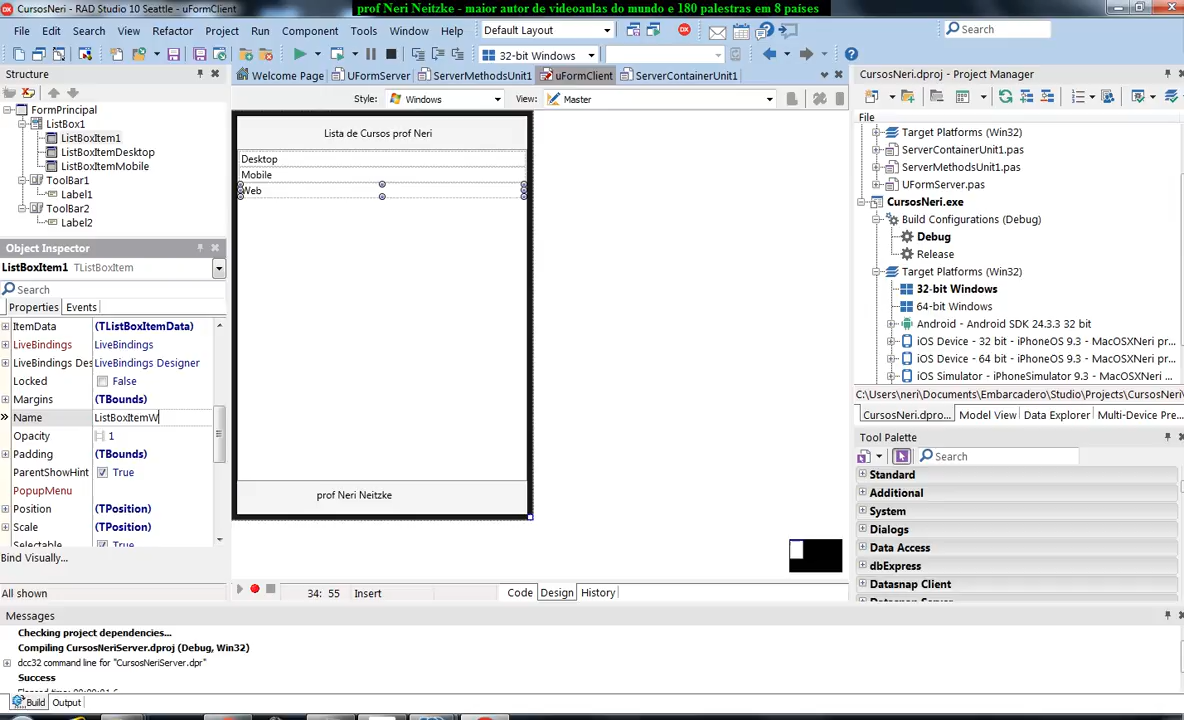 CursosNeri - RAD Studio 10 Seattle - uFormClient
prof Neri Neitzke - maior autor de videoaulas do mundo e 180 palestras em 8 países
File Edit Search View Refactor Project Run Component Tools Window Help
Default Layout
Search
32-bit Windows
Structure
FormPrincipal
ListBox1
ListBoxItem1
ListBoxItemDesktop
ListBoxItemMobile
ToolBar1
Label1
ToolBar2
Label2
Object Inspector
ListBoxItem1 TListBoxItem
Search
Properties Events
ItemData (TListBoxItemData)
LiveBindings LiveBindings
LiveBindings Des LiveBindings Designer
Locked False
Margins (TBounds)
Name ListBoxItemW
Opacity 1
Padding (TBounds)
ParentShowHint True
PopupMenu
Position (TPosition)
Scale (TPosition)
Selectable True
Bind Visually...
All shown
Welcome Page UFormServer ServerMethodsUnit1 uFormClient ServerContainerUnit1
Style: Windows View: Master
Lista de Cursos prof Neri
Desktop
Mobile
Web
prof Neri Neitzke
34: 55 Insert
Code Design History
CursosNeri.dproj - Project Manager
File
Target Platforms (Win32)
ServerContainerUnit1.pas
ServerMethodsUnit1.pas
UFormServer.pas
CursosNeri.exe
Build Configurations (Debug)
Debug
Release
Target Platforms (Win32)
32-bit Windows
64-bit Windows
Android - Android SDK 24.3.3 32 bit
iOS Device - 32 bit - iPhoneOS 9.3 - MacOSXNeri pr...
iOS Device - 64 bit - iPhoneOS 9.3 - MacOSXNeri pr...
iOS Simulator - iPhoneSimulator 9.3 - MacOSXNeri ...
C:\Users\neri\Documents\Embarcadero\Studio\Projects\CursosNeri\
CursosNeri.dpro... Model View Data Explorer Multi-Device Pre...
Tool Palette
Search
Standard
Additional
System
Dialogs
Data Access
dbExpress
Datasnap Client
Messages
Checking project dependencies...
Compiling CursosNeriServer.dproj (Debug, Win32)
dcc32 command line for "CursosNeriServer.dpr"
Success
Build Output